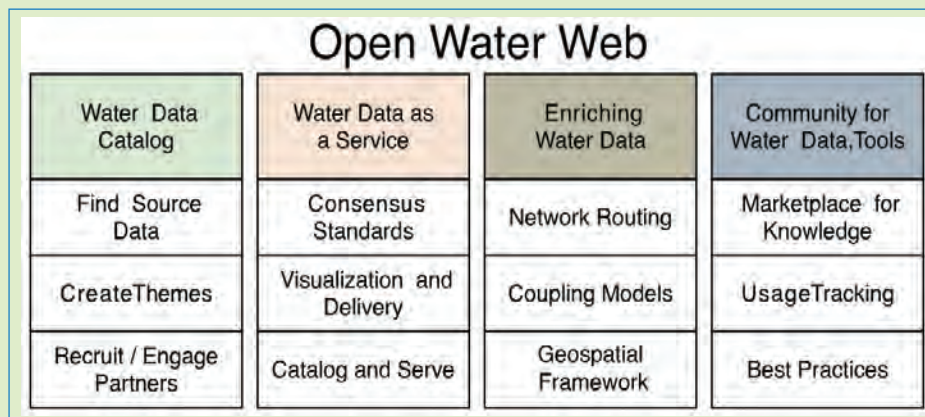 Open Water Web
Water Data
Catalog
Find Source
Data
CreateThemes
Recruit / Engage
Partners
Water Data as
a Service
Consensus
Standards
Visualization and
Delivery
Catalog and Serve
Enriching
Water Data
Network Routing
Coupling Models
Geospatial
Framework
Community for
Water Data,Tools
Marketplace for
Knowledge
UsageTracking
Best Practices